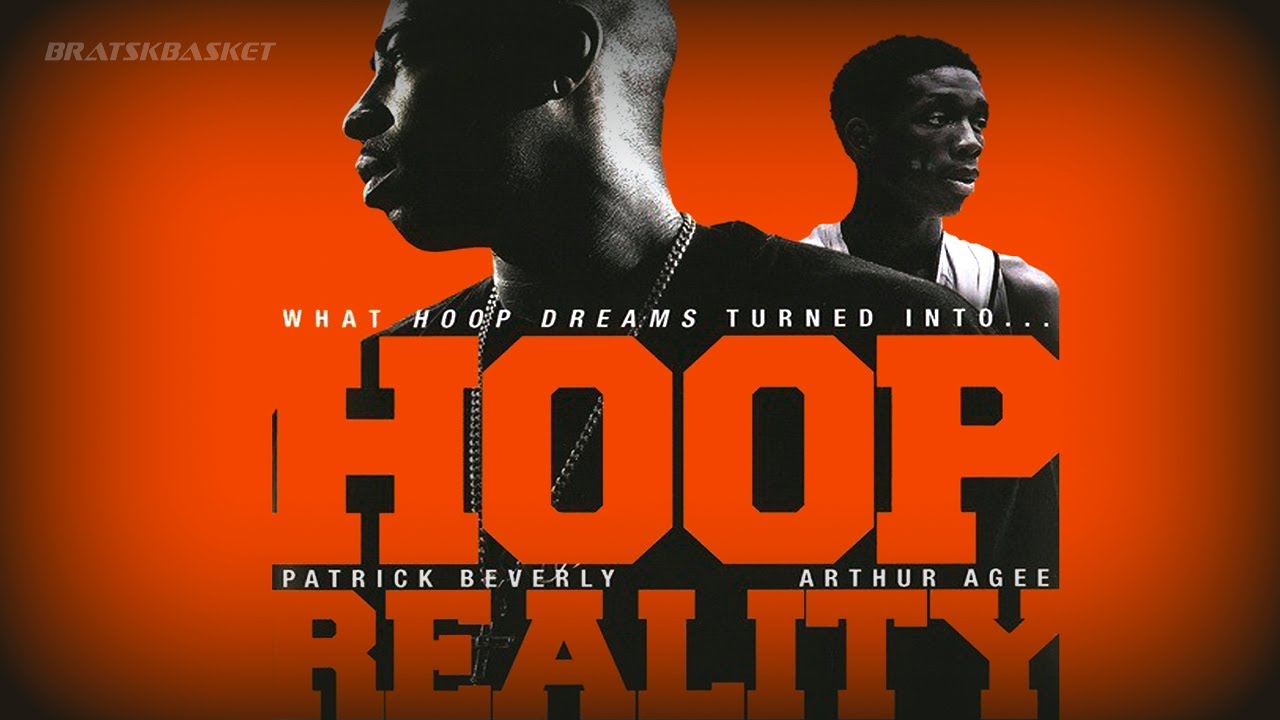 BRATSKBASKET
WHAT HOOP DREAMS TURNED INTO...
HOOP
PATRICK BEVERLY ARTHUR AGEE
REALITY